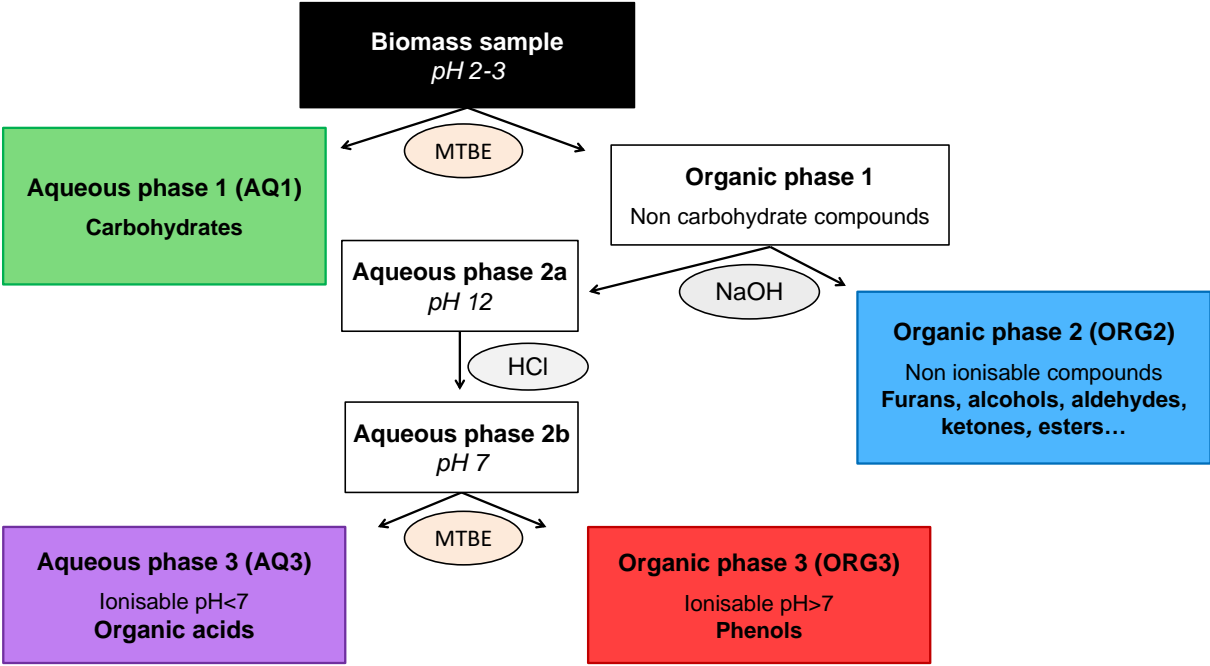 Biomass sample
pH 2-3
MTBE
Aqueous phase 1 (AQ1)
Carbohydrates
Organic phase 1
Non carbohydrate compounds
Aqueous phase 2a
pH 12
NaOH
Organic phase 2 (ORG2)
Non ionisable compounds
Furans, alcohols, aldehydes,
ketones, esters…
HCl
Aqueous phase 2b
pH 7
MTBE
Aqueous phase 3 (AQ3)
Ionisable pH<7
Organic acids
Organic phase 3 (ORG3)
Ionisable pH>7
Phenols